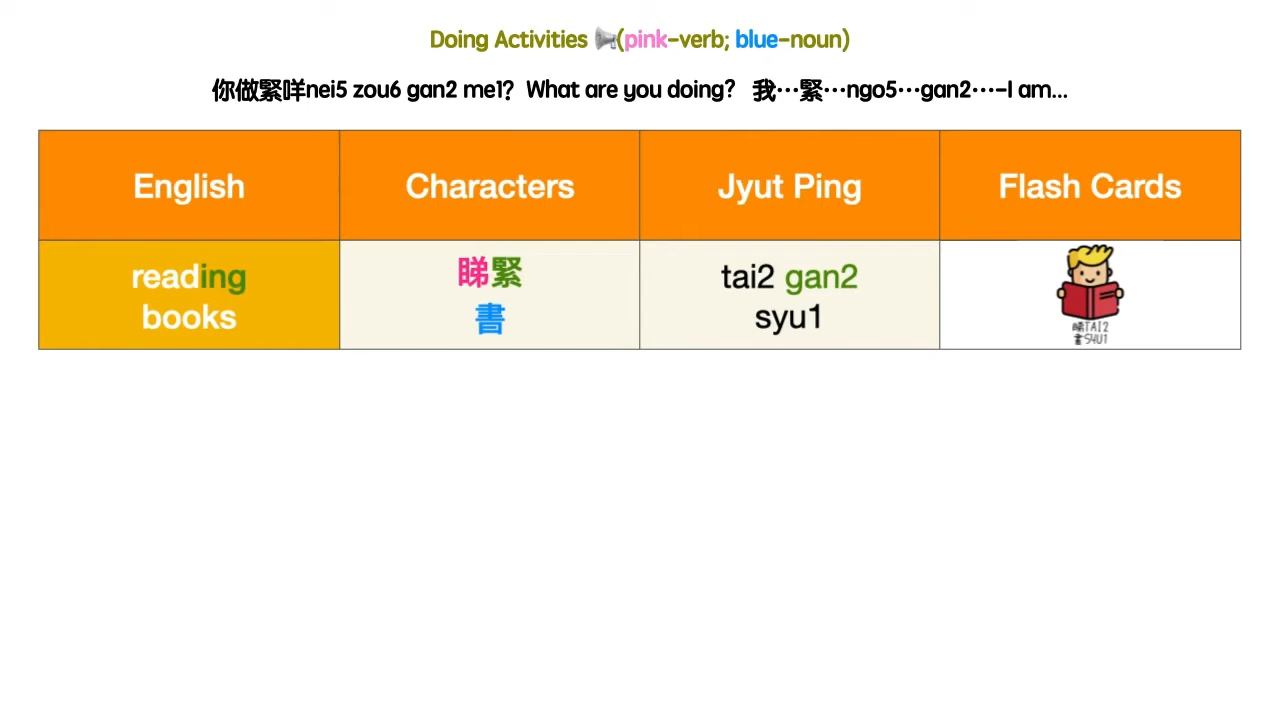 Doing Activities 📢(pink-verb; blue-noun)
你做緊咩nei5 zou6 gan2 me1? What are you doing? 我…緊…ngo5…gan2…-I am...
English Characters Jyut Ping Flash Cards
reading
books
睇緊
書
tai2 gan2
syu1
睇TAI2
書SYU1